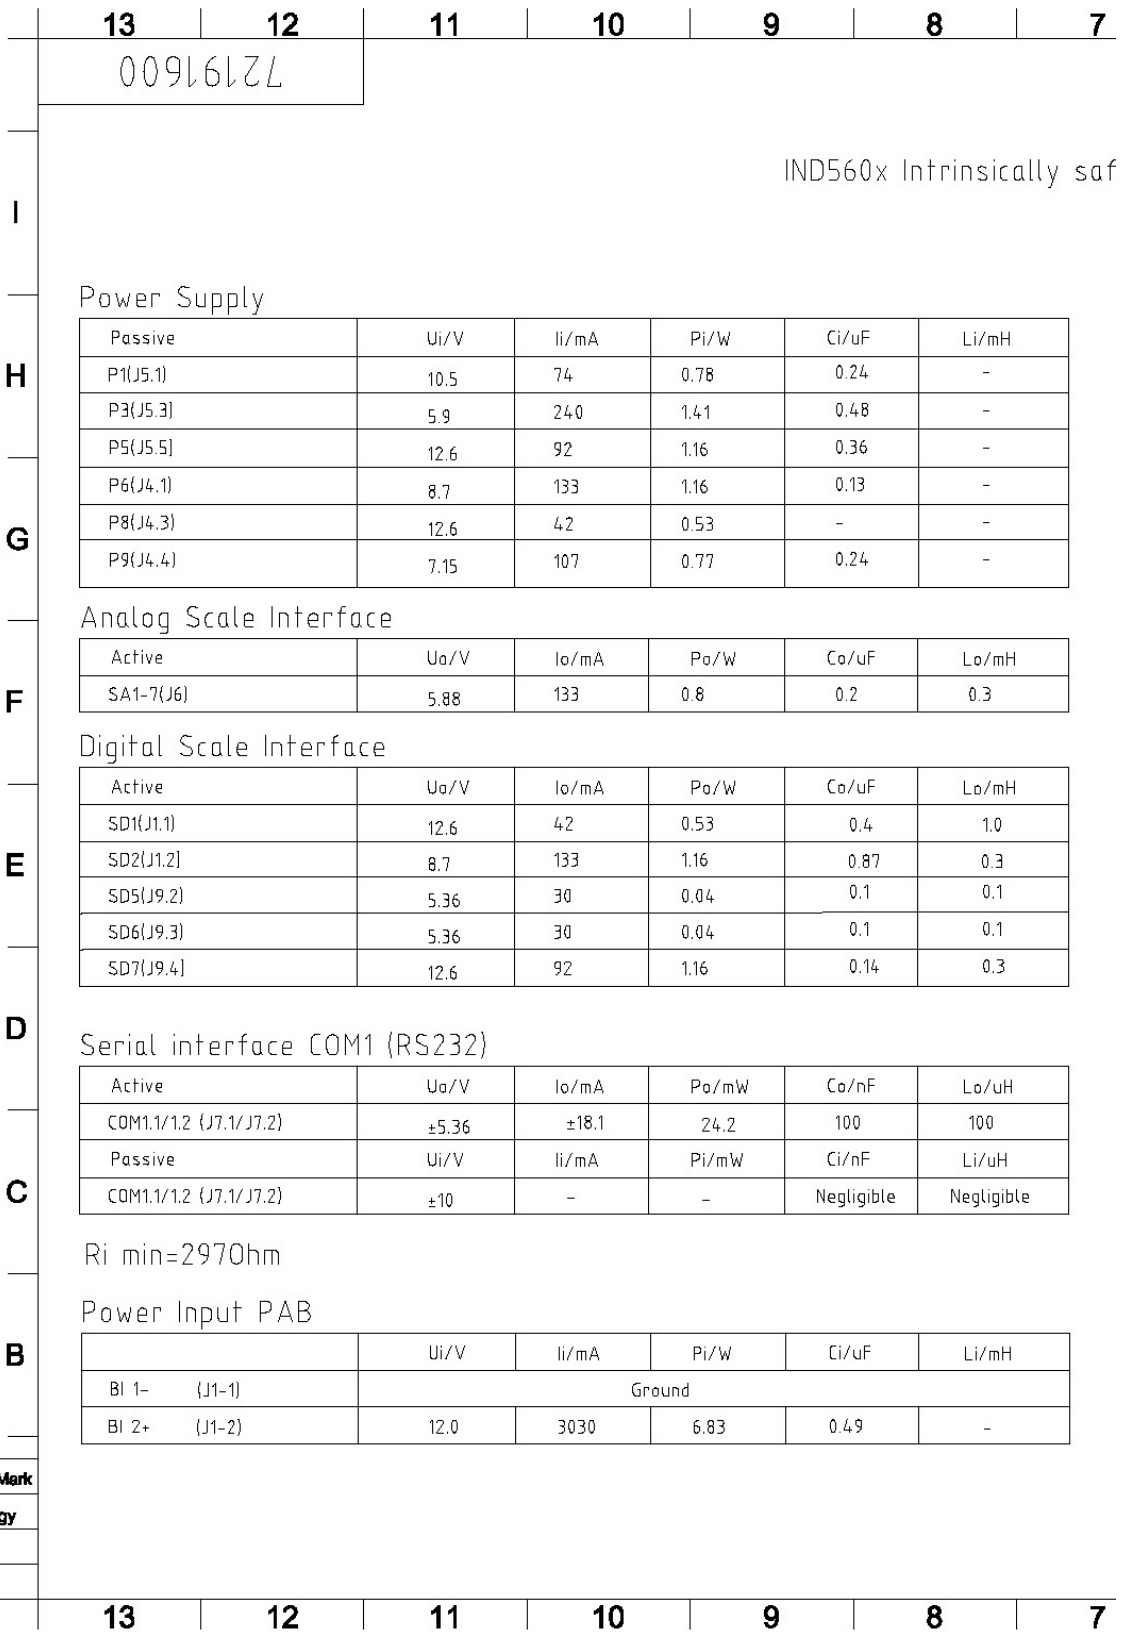 13 12 11 10 9 8 7
72191600
IND560x Intrinsically saf
I
Power Supply
Passive Ui/V Ii/mA Pi/W Ci/uF Li/mH
H P1(J5.1) 10.5 74 0.78 0.24 -
P3(J5.3) 5.9 240 1.41 0.48 -
P5(J5.5) 12.6 92 1.16 0.36 -
P6(J4.1) 8.7 133 1.16 0.13 -
P8(J4.3) 12.6 42 0.53 - -
G
P9(J4.4) 7.15 107 0.77 0.24 -
Analog Scale Interface
Active Uo/V Io/mA Po/W Co/uF Lo/mH
F SA1-7(J6) 5.88 133 0.8 0.2 0.3
Digital Scale Interface
Active Uo/V Io/mA Po/W Co/uF Lo/mH
SD1(J1.1) 12.6 42 0.53 0.4 1.0
E SD2(J1.2) 8.7 133 1.16 0.87 0.3
SD5(J9.2) 5.36 30 0.04 0.1 0.1
SD6(J9.3) 5.36 30 0.04 0.1 0.1
SD7(J9.4) 12.6 92 1.16 0.14 0.3
D
Serial interface COM1 (RS232)
Active Uo/V Io/mA Po/mW Co/nF Lo/uH
COM1.1/1.2 (J7.1/J7.2) ±5.36 ±18.1 24.2 100 100
Passive Ui/V Ii/mA Pi/mW Ci/nF Li/uH
C COM1.1/1.2 (J7.1/J7.2) ±10 - - Negligible Negligible
Ri min=297Ohm
Power Input PAB
B Ui/V Ii/mA Pi/W Ci/uF Li/mH
BI 1- (J1-1) Ground
BI 2+ (J1-2) 12.0 3030 6.83 0.49 -
Mark
gy
13 12 11 10 9 8 7